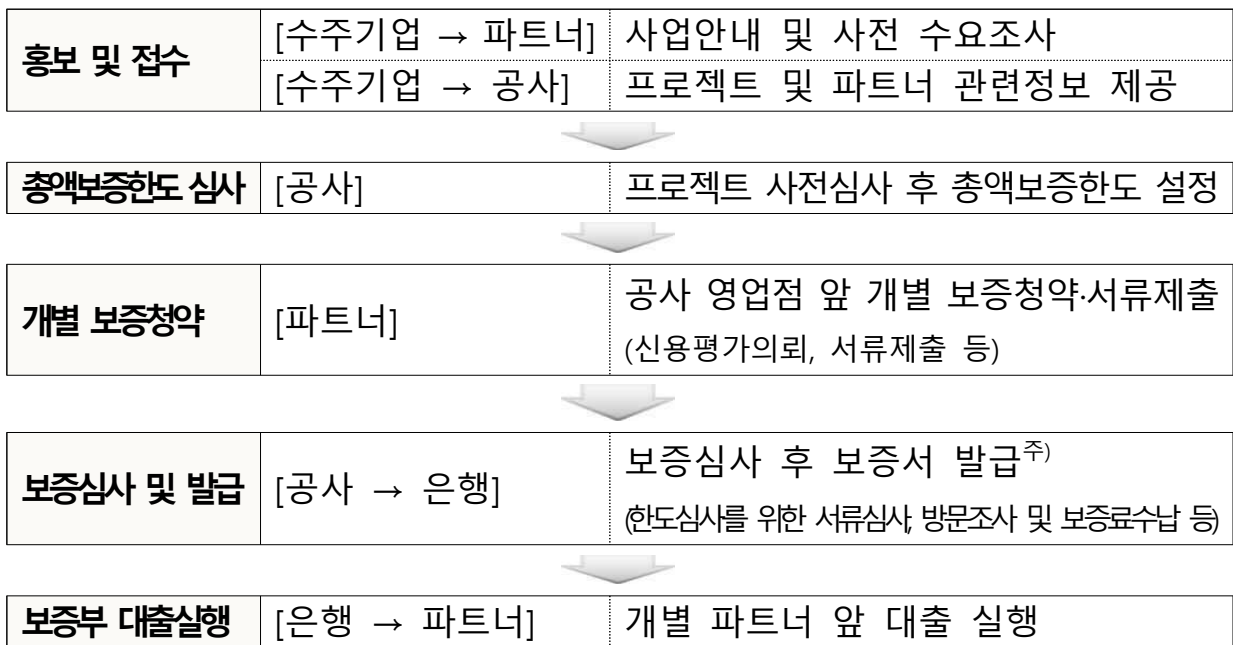 홍보 및 접수
[수주기업 → 파트너] 사업안내 및 사전 수요조사
[수주기업 → 공사] 프로젝트 및 파트너 관련정보 제공
총액보증한도 심사 [공사] 프로젝트 사전심사 후 총액보증한도 설정
개별 보증청약 [파트너] 공사 영업점 앞 개별 보증청약·서류제출
(신용평가의뢰, 서류제출 등)
보증심사 및 발급 [공사 → 은행] 보증심사 후 보증서 발급주)
(한도심사를 위한 서류심사, 방문조사 및 보증료수납 등)
보증부 대출실행 [은행 → 파트너] 개별 파트너 앞 대출 실행